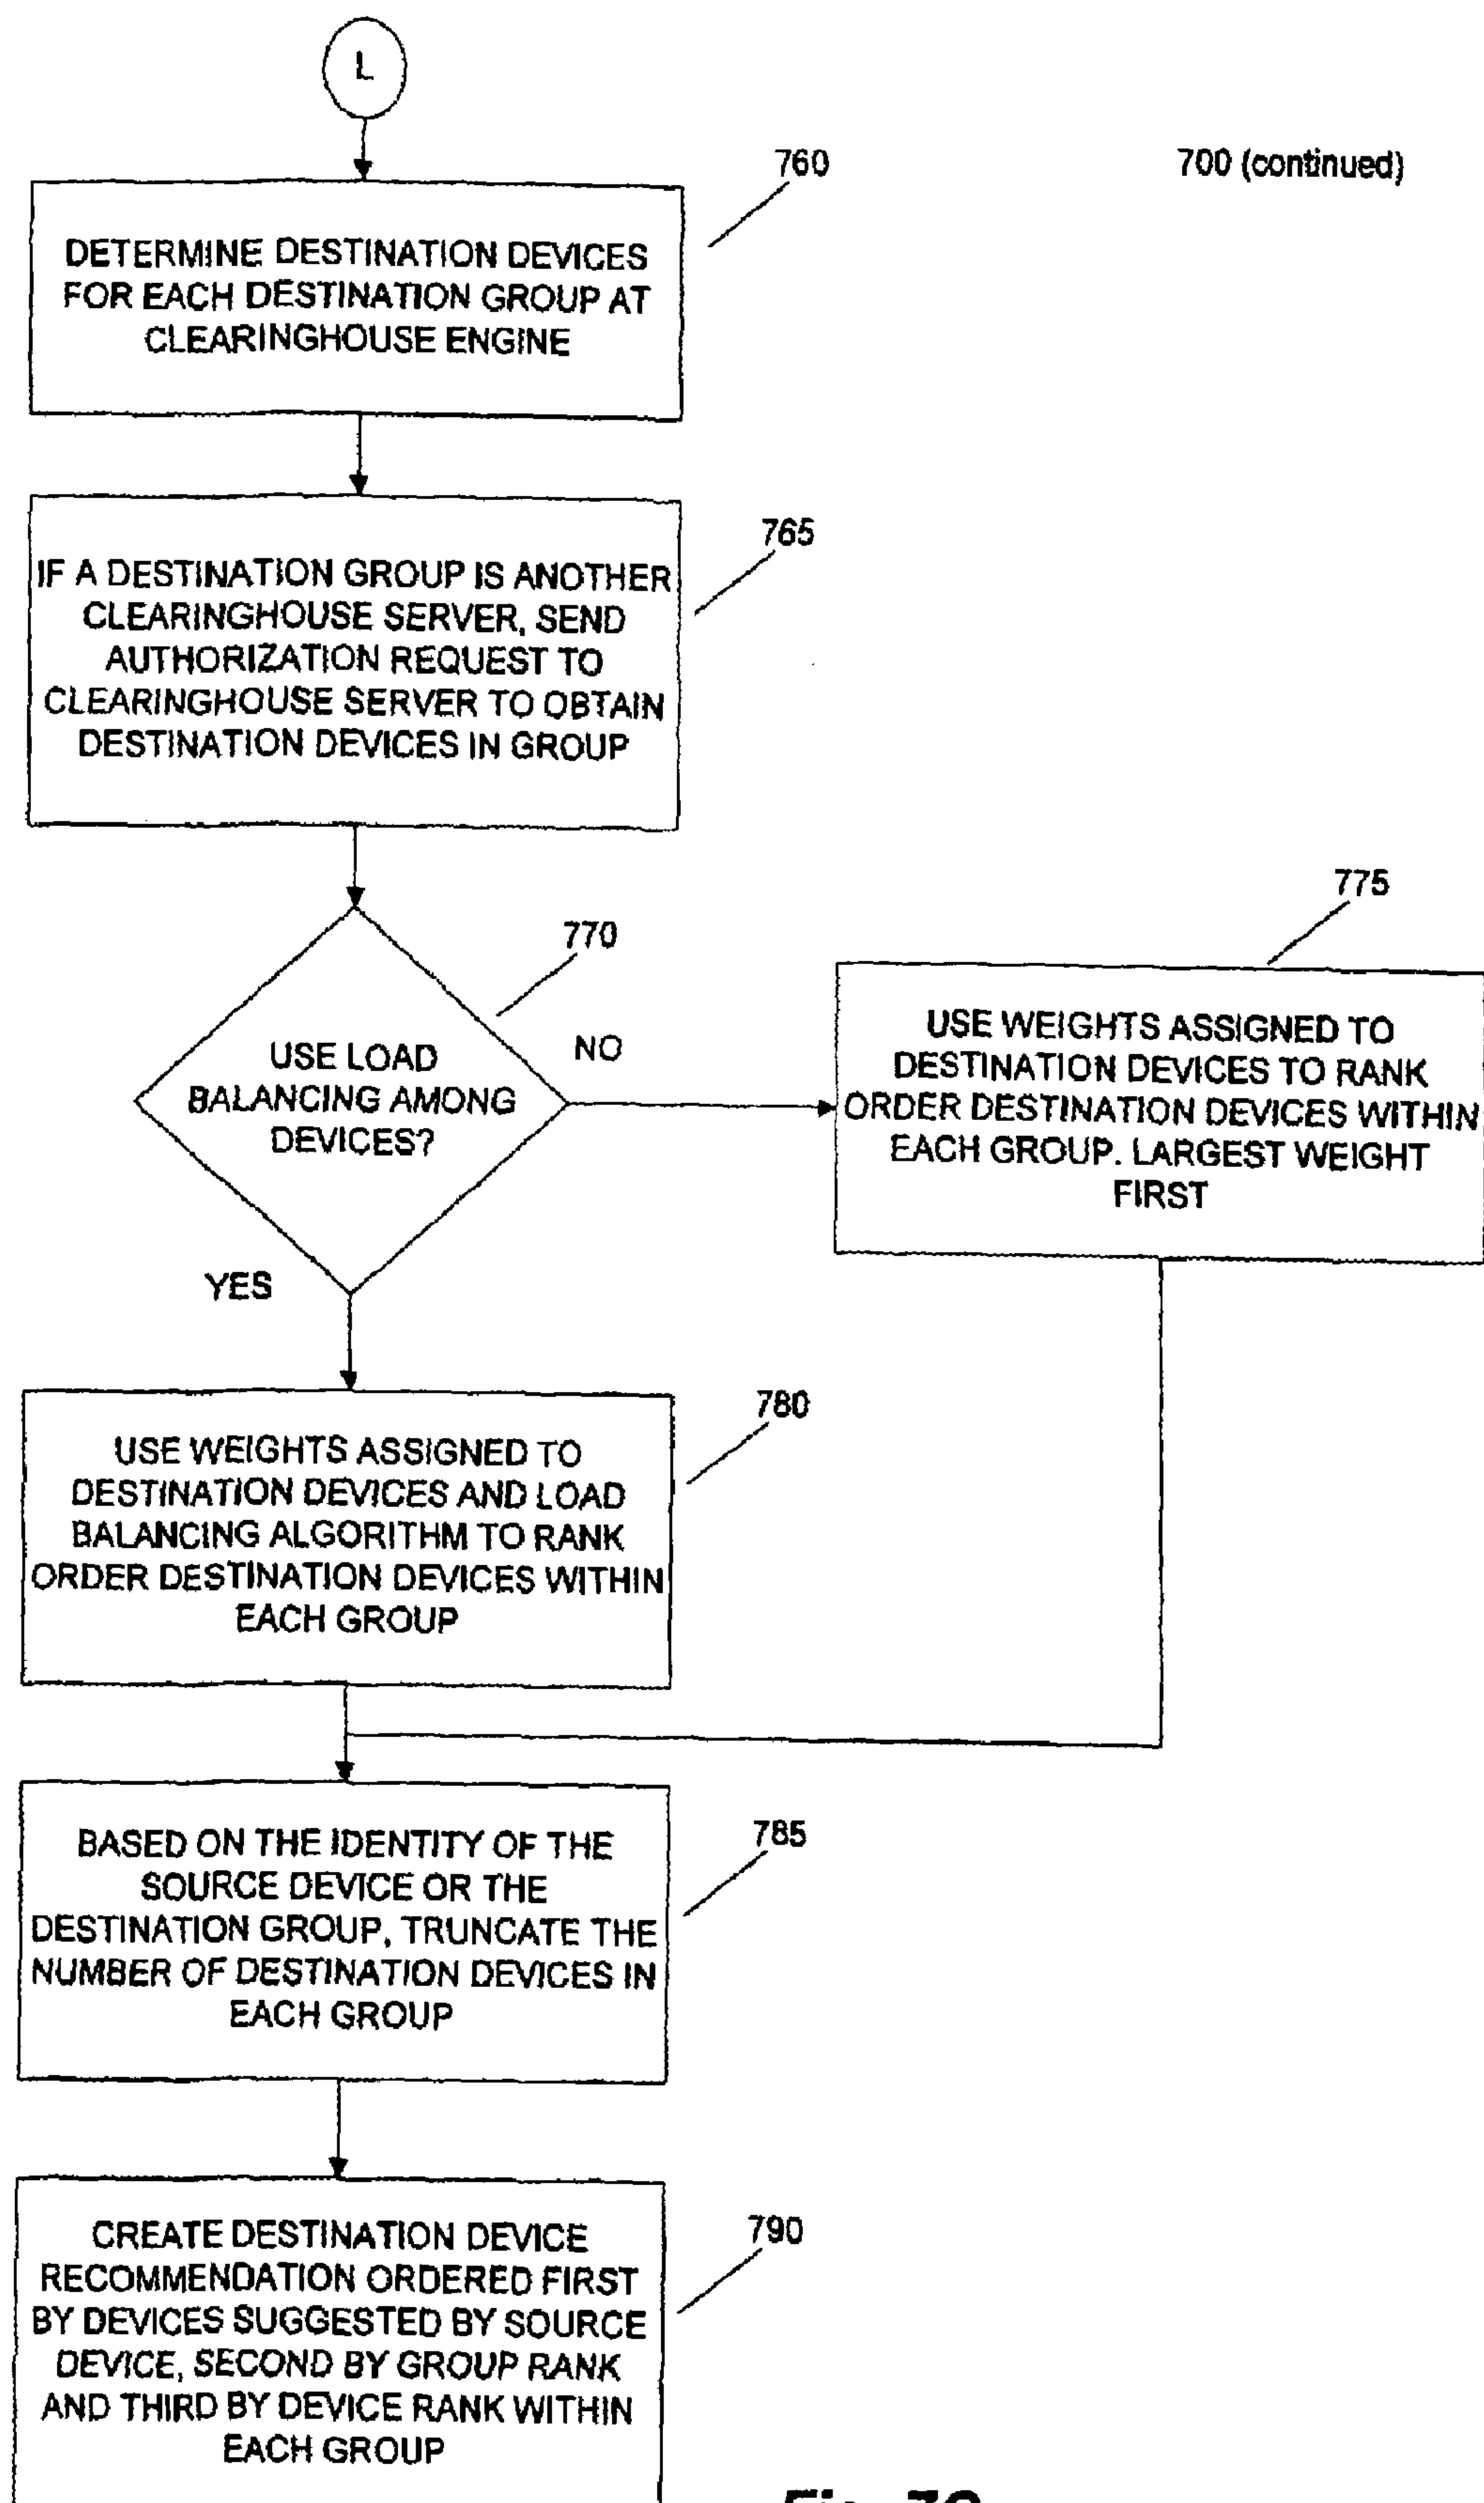 L
760
700 (continued)
DETERMINE DESTINATION DEVICES
FOR EACH DESTINATION GROUP AT
CLEARINGHOUSE ENGINE
765
IF A DESTINATION GROUP IS ANOTHER
CLEARINGHOUSE SERVER, SEND
AUTHORIZATION REQUEST TO
CLEARINGHOUSE SERVER TO OBTAIN
DESTINATION DEVICES IN GROUP
770
USE LOAD
BALANCING AMONG
DEVICES?
NO
YES
775
USE WEIGHTS ASSIGNED TO
DESTINATION DEVICES TO RANK
ORDER DESTINATION DEVICES WITHIN
EACH GROUP. LARGEST WEIGHT
FIRST
780
USE WEIGHTS ASSIGNED TO
DESTINATION DEVICES AND LOAD
BALANCING ALGORITHM TO RANK
ORDER DESTINATION DEVICES WITHIN
EACH GROUP
785
BASED ON THE IDENTITY OF THE
SOURCE DEVICE OR THE
DESTINATION GROUP, TRUNCATE THE
NUMBER OF DESTINATION DEVICES IN
EACH GROUP
790
CREATE DESTINATION DEVICE
RECOMMENDATION ORDERED FIRST
BY DEVICES SUGGESTED BY SOURCE
DEVICE, SECOND BY GROUP RANK
AND THIRD BY DEVICE RANK WITHIN
EACH GROUP